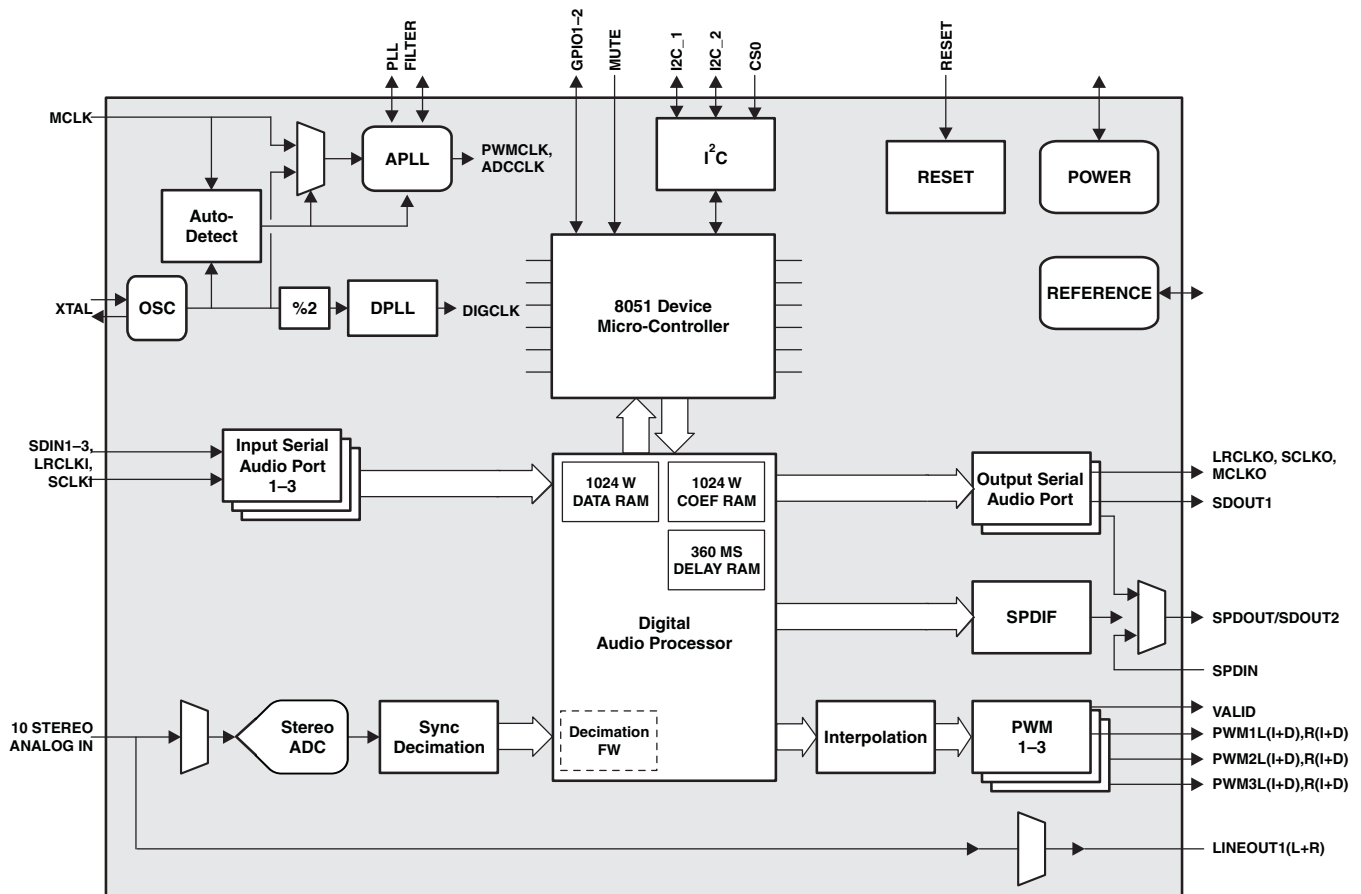 PLL
FILTER
GPIO1–2
MUTE
I2C_1
I2C_2
CS0
RESET
MCLK
APLL
PWMCLK,
ADCCLK
I²C
RESET
POWER
Auto-
Detect
XTAL
OSC
%2
DPLL
DIGCLK
8051 Device
Micro-Controller
REFERENCE
SDIN1–3,
LRCLKI,
SCLKI
Input Serial
Audio Port
1–3
1024 W
DATA RAM
1024 W
COEF RAM
360 MS
DELAY RAM
Digital
Audio Processor
Output Serial
Audio Port
LRCLKO, SCLKO,
MCLKO
SDOUT1
SPDIF
SPDOUT/SDOUT2
SPDIN
10 STEREO
ANALOG IN
Stereo
ADC
Sync
Decimation
Decimation
FW
Interpolation
PWM
1–3
VALID
PWM1L(I+D),R(I+D)
PWM2L(I+D),R(I+D)
PWM3L(I+D),R(I+D)
LINEOUT1(L+R)